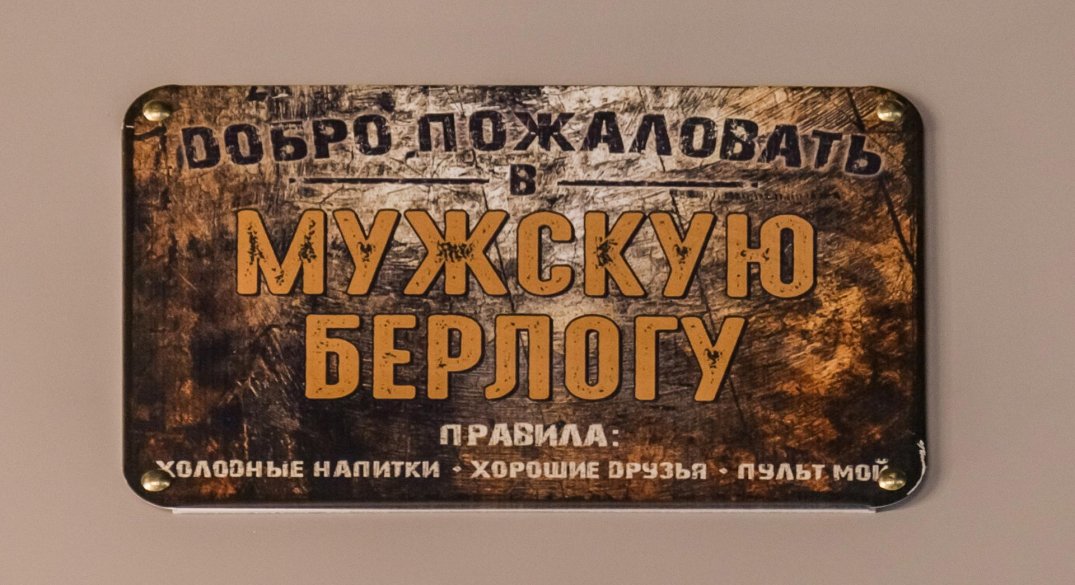 ДОБРО ПОЖАЛОВАТЬ
В
МУЖСКУЮ
БЕРЛОГУ
ПРАВИЛА:
ХОЛОДНЫЕ НАПИТКИ • ХОРОШИЕ ДРУЗЬЯ • ПУЛЬТ МОЙ